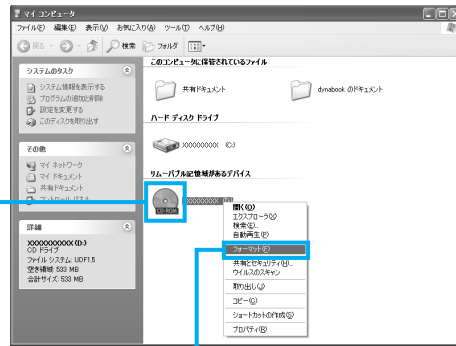 マイ コンピュータ
ファイル(F) 編集(E) 表示(V) お気に入り(A) ツール(T) ヘルプ(H)
戻る 検索 フォルダ
システムのタスク
システム情報を表示する
プログラムの追加と削除
設定を変更する
このディスクを取り出す
その他
マイ ネットワーク
マイ ドキュメント
共有ドキュメント
コントロール パネル
詳細
XXXXXXXXXX (D:)
CD ドライブ
ファイル システム: UDF1.5
空き領域: 533 MB
合計サイズ: 533 MB
このコンピュータに保管されているファイル
共有ドキュメント dynabook のドキュメント
ハード ディスク ドライブ
XXXXXXXXX (C:)
リムーバブル記憶域があるデバイス
CD-ROM
XXXXXXXXX (D:)
開く(O)
エクスプローラ(X)
検索(E)...
自動再生(P)
フォーマット(F)
共有とセキュリティ(H)...
ウイルスのスキャン
取り出し(J)
コピー(C)
ショートカットの作成(S)
プロパティ(R)